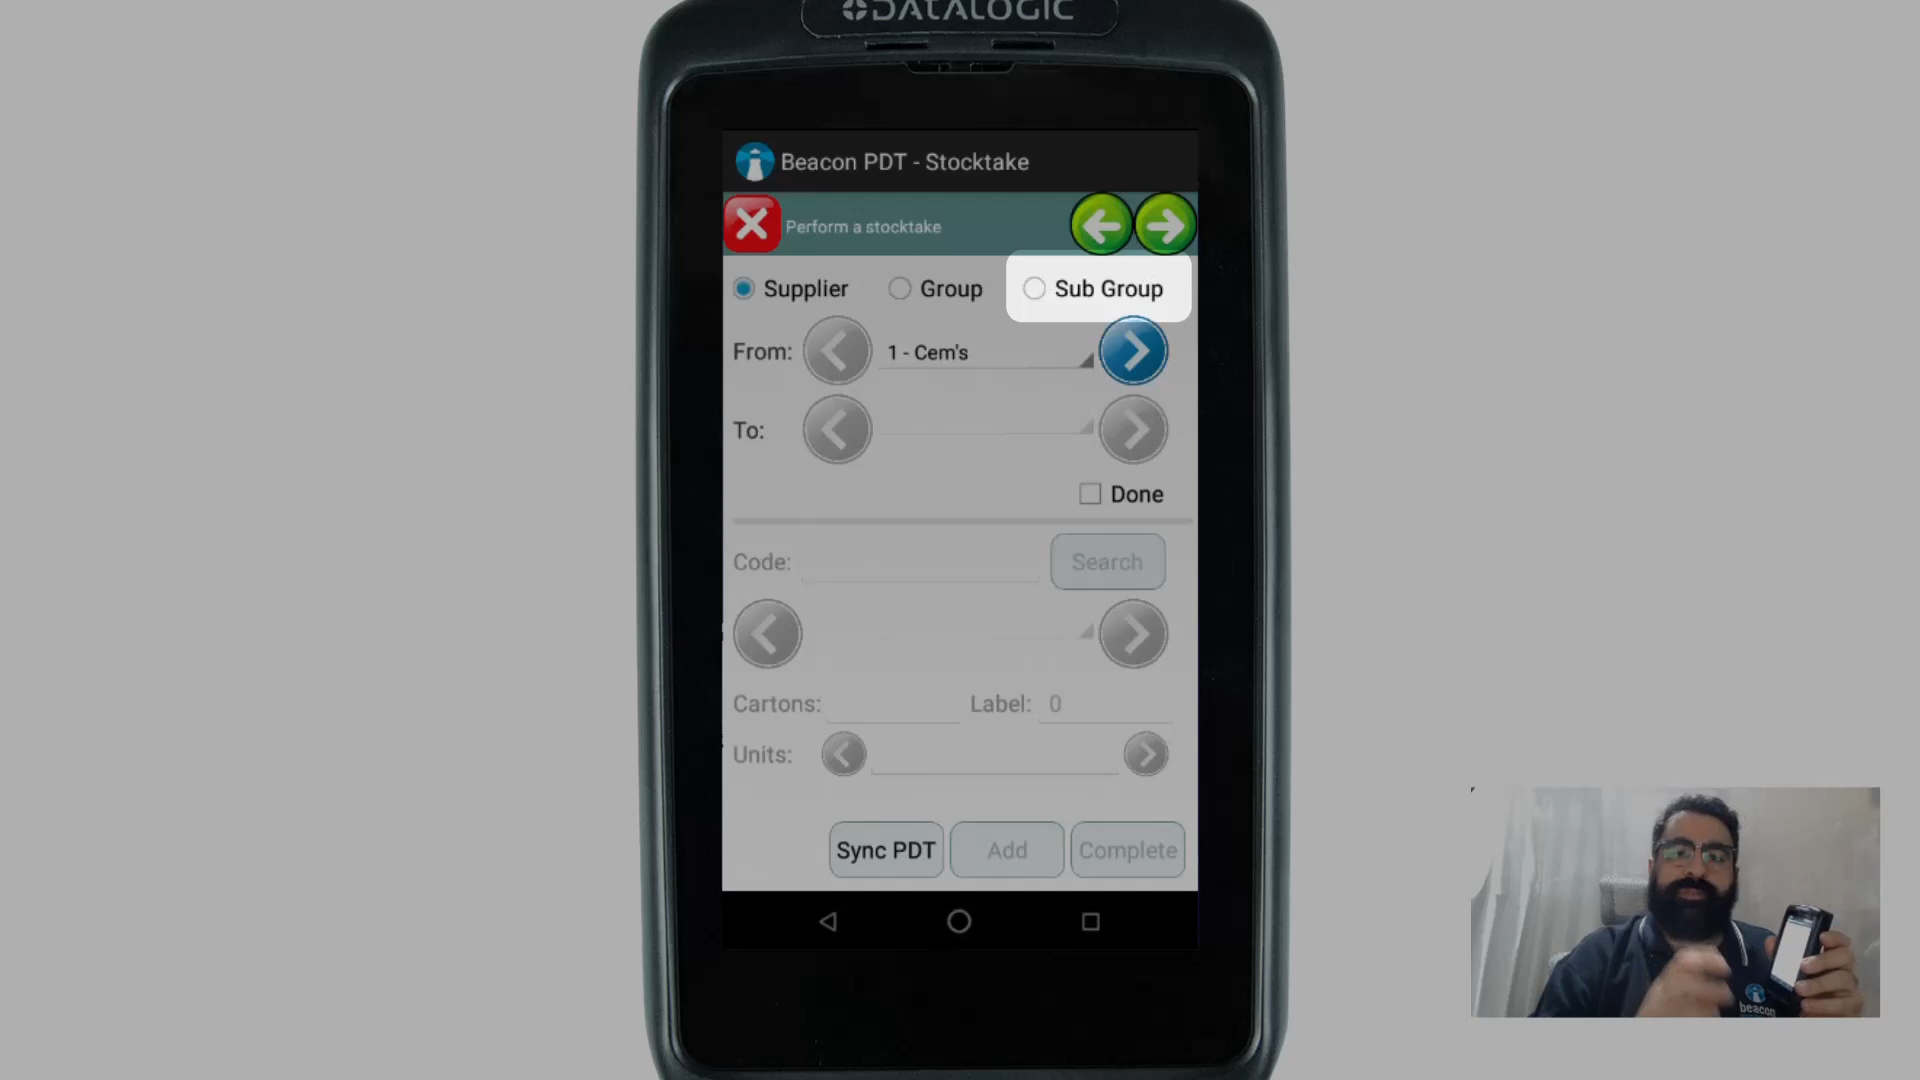 DATALOGIC
Beacon PDT - Stocktake
Perform a stocktake
Supplier Group Sub Group
From: 1 - Cem's
To:
Done
Code: Search
Cartons: Label: 0
Units:
Sync PDT Add Complete
beacon